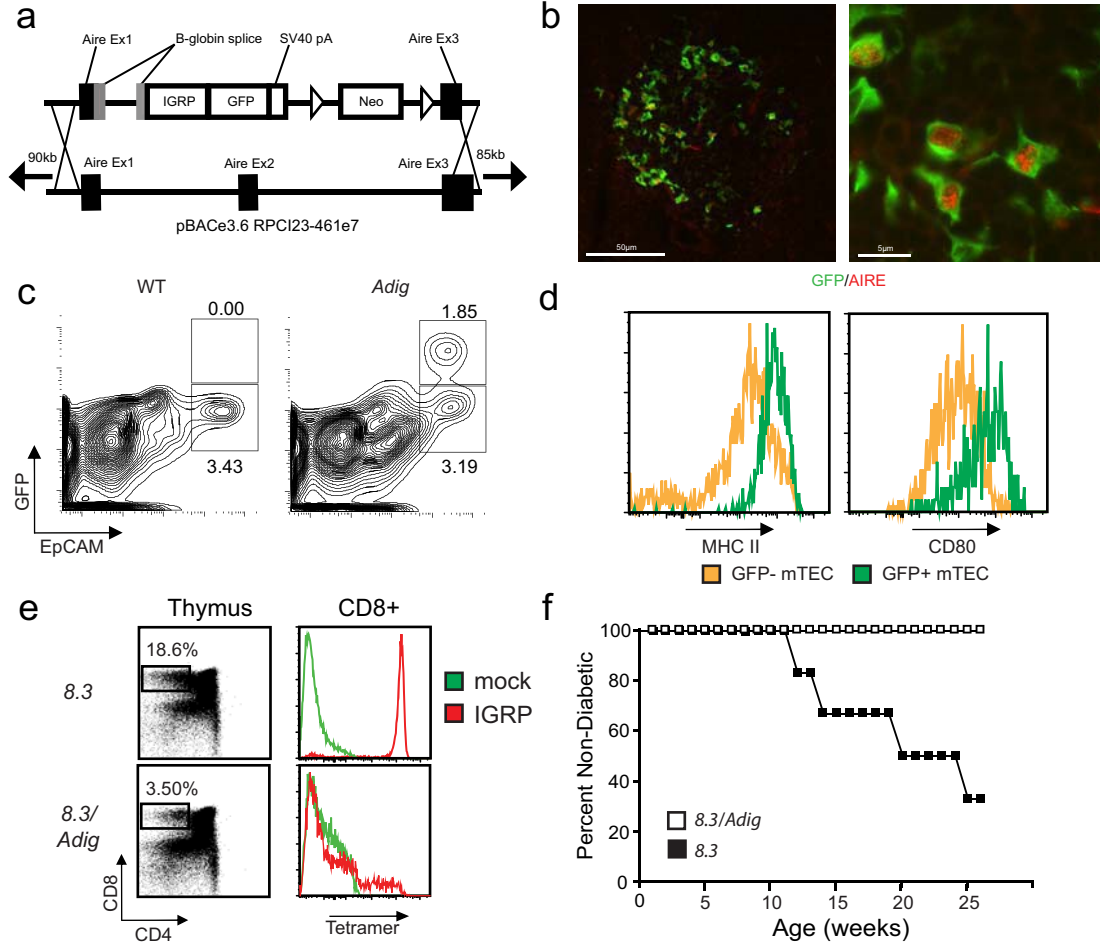 a
Aire Ex1
B-globin splice
SV40 pA
Aire Ex3
IGRP
GFP
Neo
90kb
Aire Ex1
Aire Ex2
Aire Ex3
85kb
pBACe3.6 RPCI23-461e7
b
50µm
5µm
GFP/AIRE
c
WT
Adig
0.00
1.85
3.43
3.19
GFP
EpCAM
d
MHC II
CD80
GFP- mTEC
GFP+ mTEC
e
Thymus
CD8+
8.3
18.6%
mock
IGRP
8.3/
Adig
3.50%
CD8
CD4
Tetramer
f
Percent Non-Diabetic
100
80
60
40
20
0
8.3/Adig
8.3
0 5 10 15 20 25
Age (weeks)